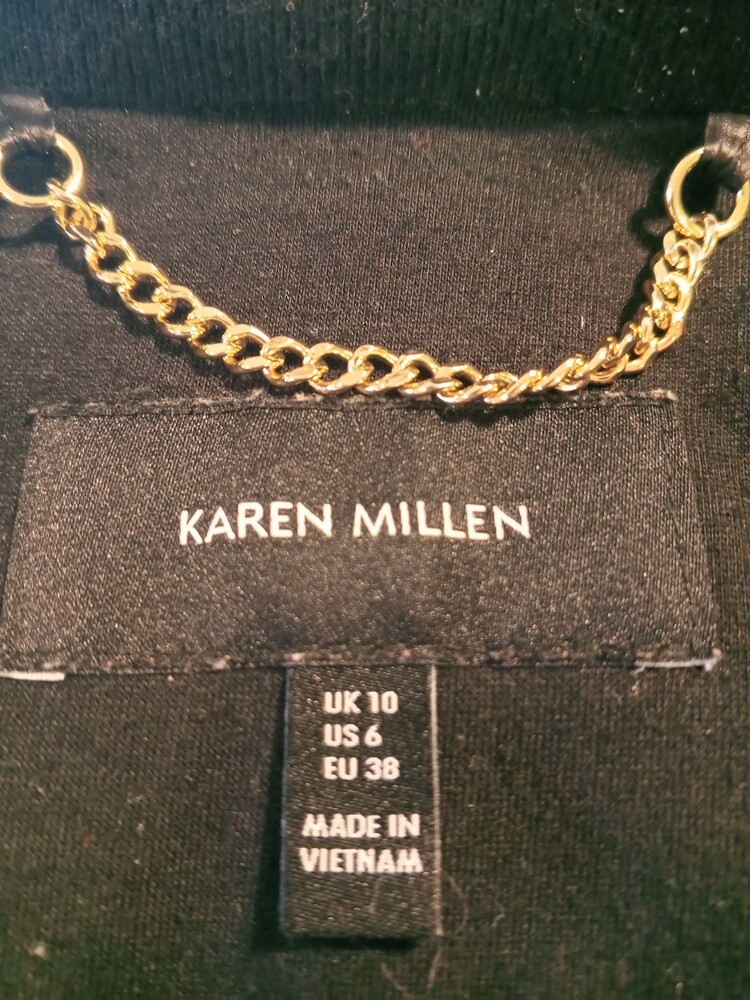 KAREN MILLEN
UK 10
US 6
EU 38
MADE IN
VIETNAM